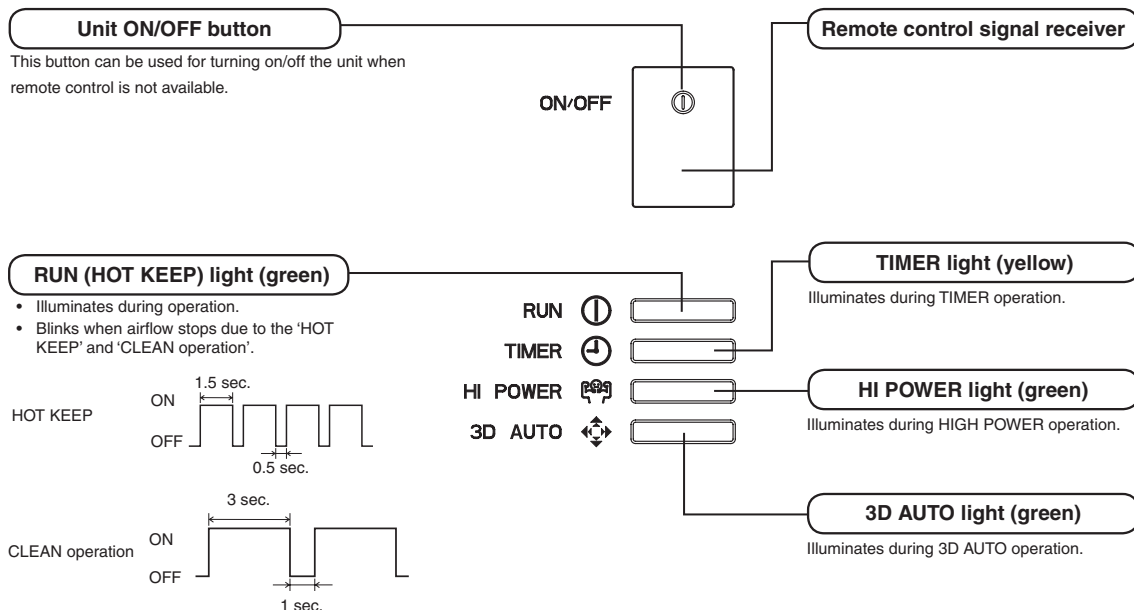 Unit ON/OFF button
This button can be used for turning on/off the unit when
remote control is not available.
Remote control signal receiver
ON/OFF
RUN (HOT KEEP) light (green)
• Illuminates during operation.
• Blinks when airflow stops due to the ‘HOT
KEEP’ and ‘CLEAN operation’.
HOT KEEP
ON
OFF
1.5 sec.
0.5 sec.
CLEAN operation
ON
OFF
3 sec.
1 sec.
RUN
TIMER
HI POWER
3D AUTO
TIMER light (yellow)
Illuminates during TIMER operation.
HI POWER light (green)
Illuminates during HIGH POWER operation.
3D AUTO light (green)
Illuminates during 3D AUTO operation.